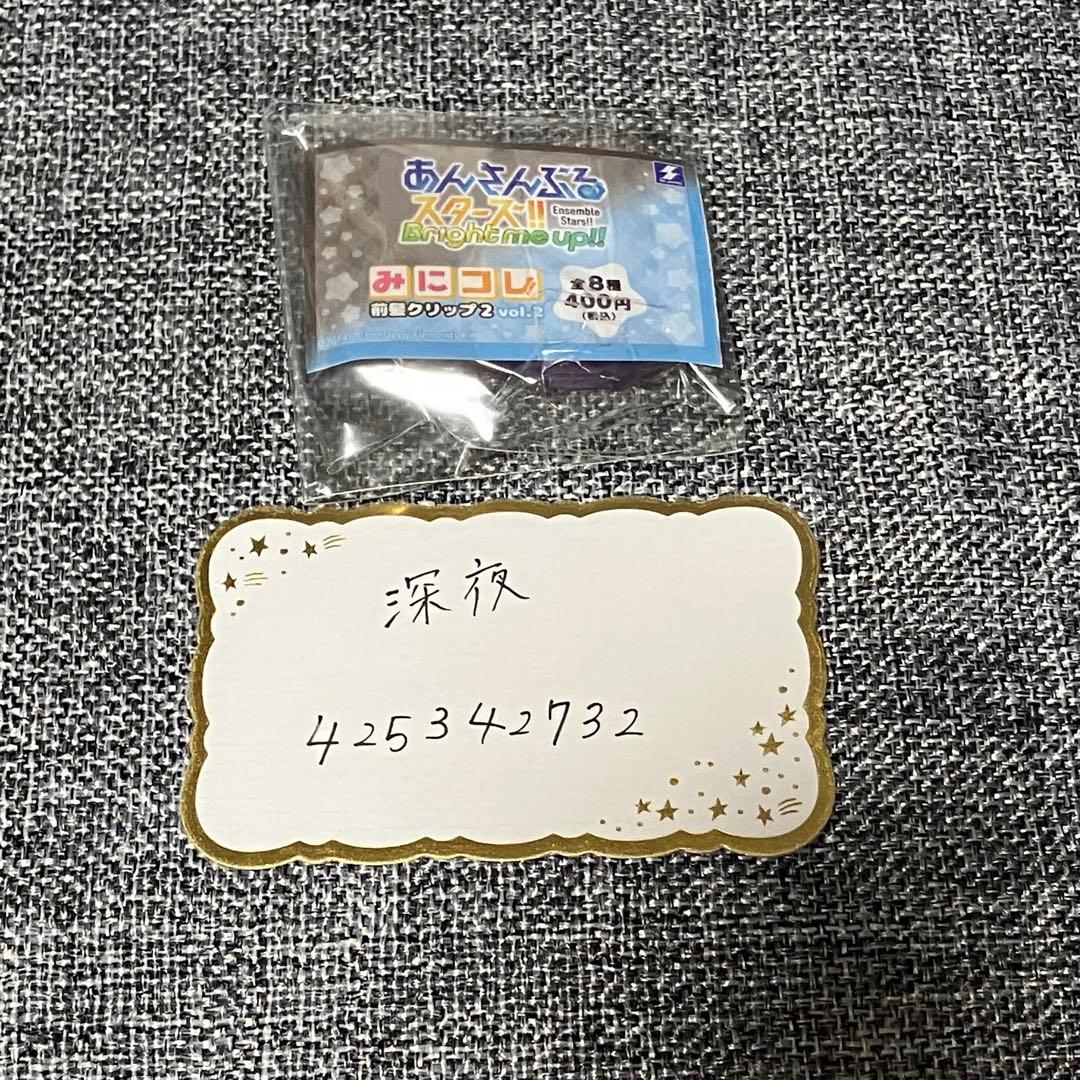 あんさんぶる
スターズ!!
Ensemble
Stars!!
Bright me up!!
みにコレ
前髪クリップ2 vol.2
全8種
400円
(税込)
深夜
425342732